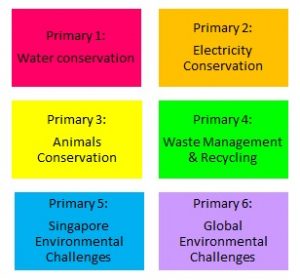 Primary 1:
Water conservation
Primary 2:
Electricity
Conservation
Primary 3:
Animals
Conservation
Primary 4:
Waste Management
& Recycling
Primary 5:
Singapore
Environmental
Challenges
Primary 6:
Global
Environmental
Challenges